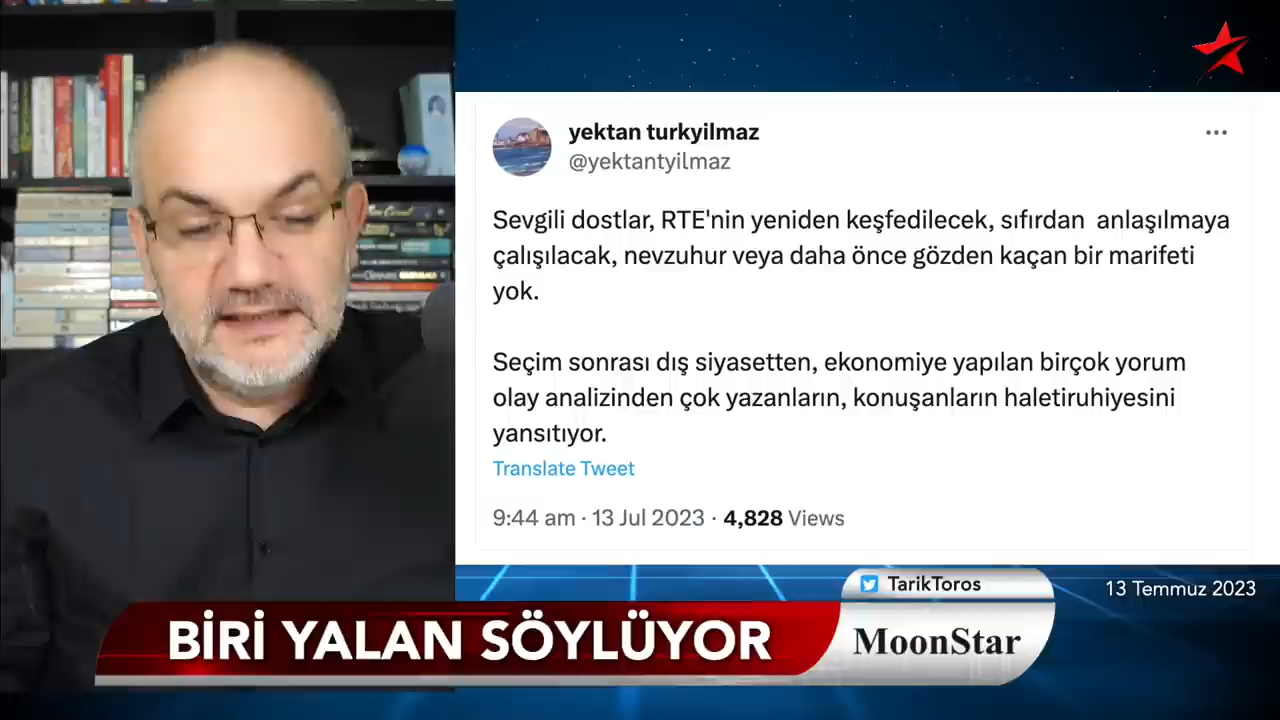 yektan turkyilmaz
@yektantyilmaz
Sevgili dostlar, RTE'nin yeniden keşfedilecek, sıfırdan anlaşılmaya
çalışılacak, nevzuhur veya daha önce gözden kaçan bir marifeti
yok.
Seçim sonrası dış siyasetten, ekonomiye yapılan birçok yorum
olay analizinden çok yazanların, konuşanların haletiruhiyesini
yansıtıyor.
Translate Tweet
9:44 am · 13 Jul 2023 · 4,828 Views
TarikToros
13 Temmuz 2023
BİRİ YALAN SÖYLÜYOR
MoonStar